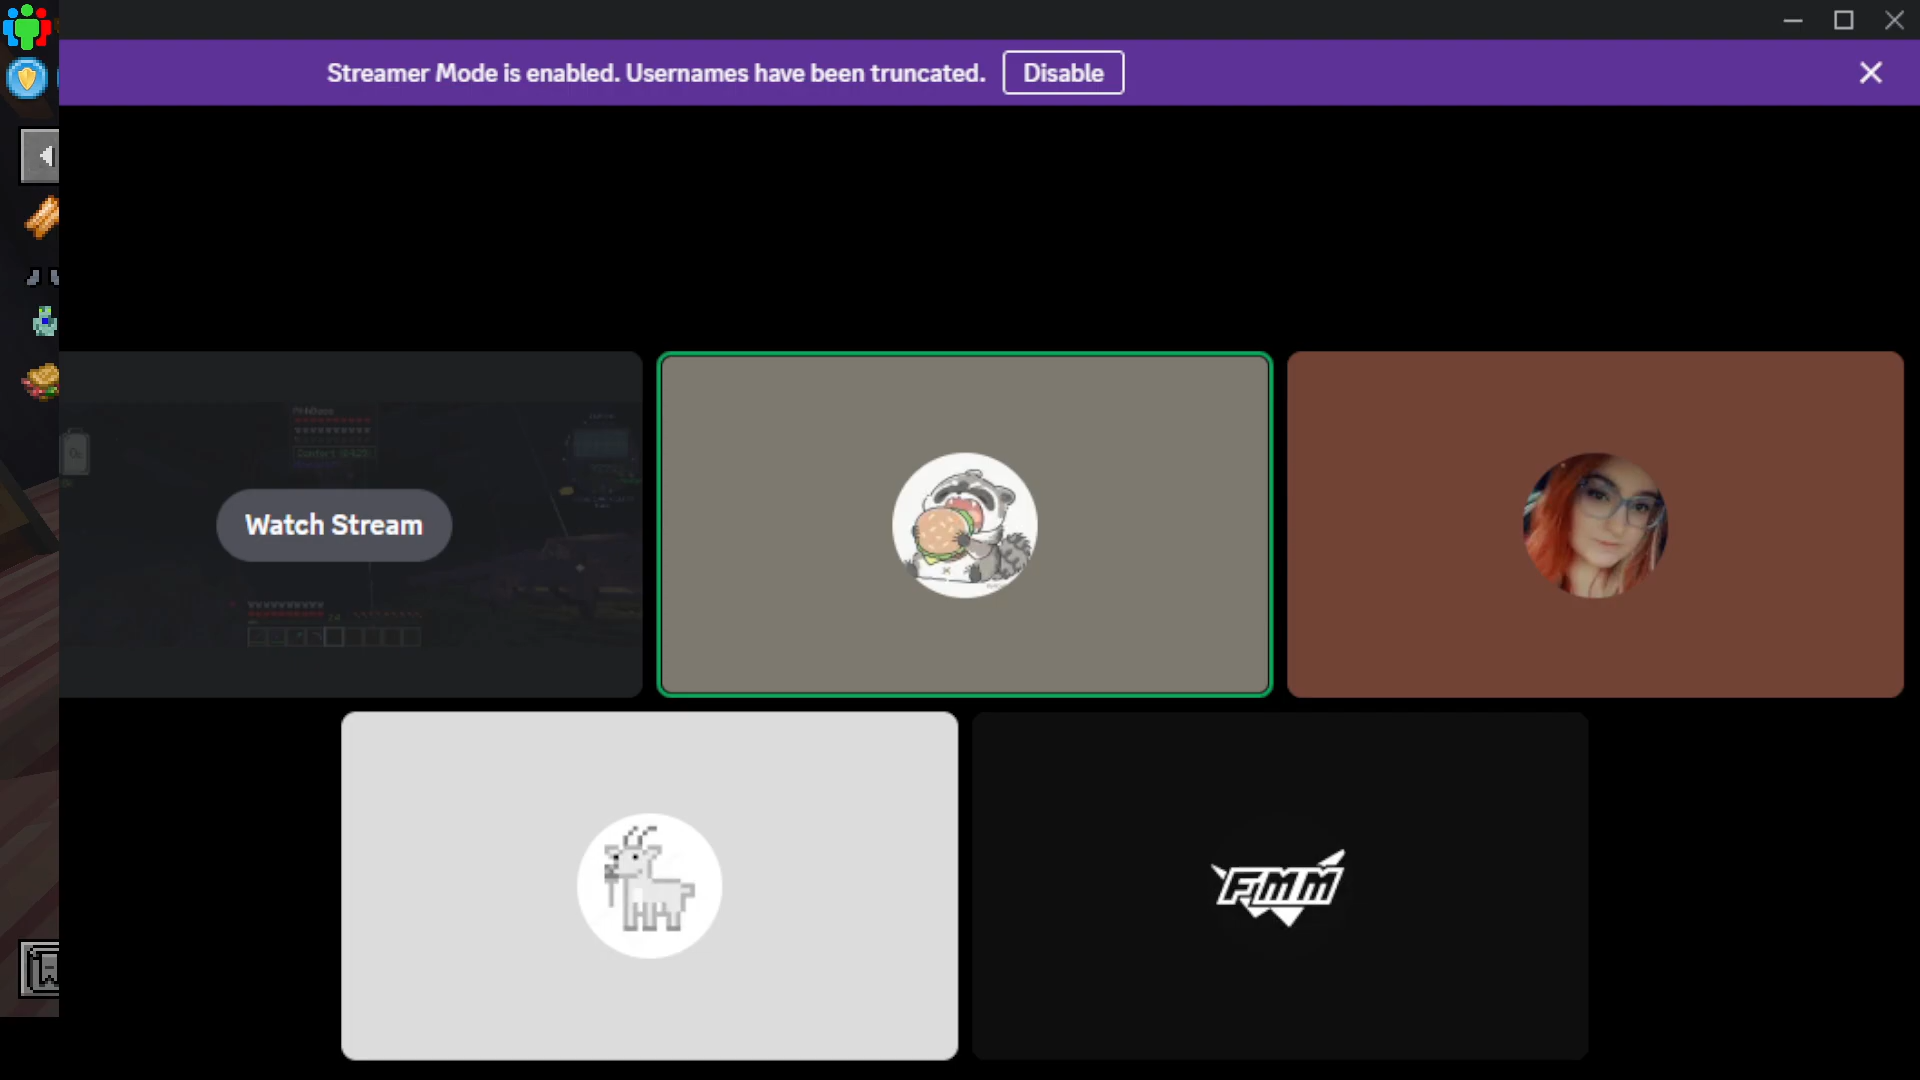 Streamer Mode is enabled. Usernames have been truncated.
Disable
Watch Stream
FMM